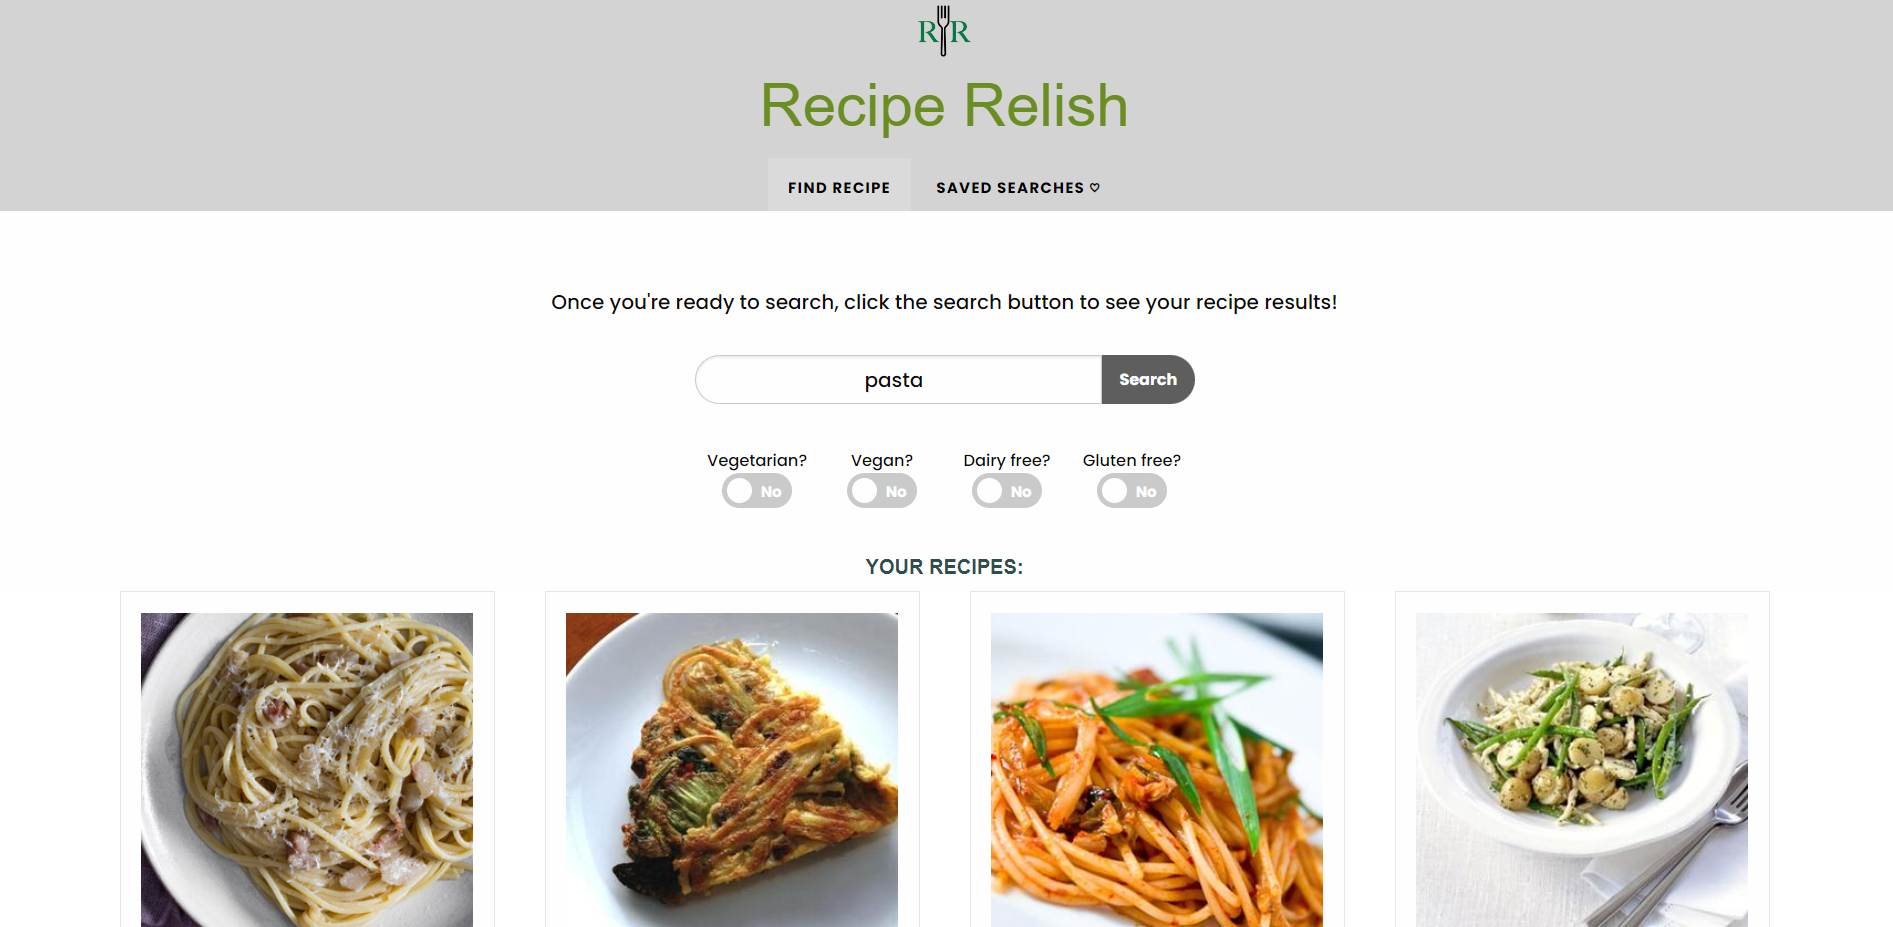 RR
Recipe Relish
FIND RECIPE SAVED SEARCHES ♡
Once you're ready to search, click the search button to see your recipe results!
pasta Search
Vegetarian? Vegan? Dairy free? Gluten free?
No No No No
YOUR RECIPES: